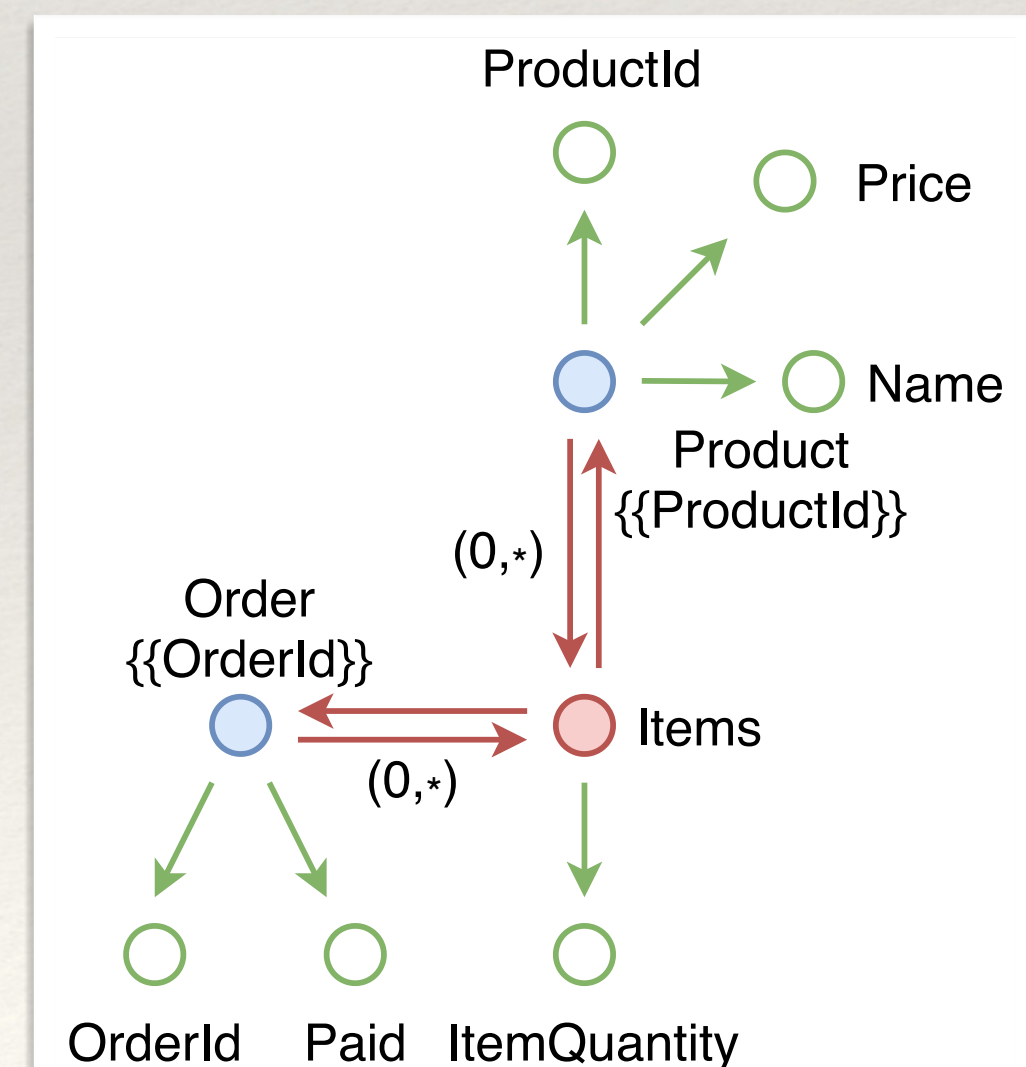 ProductId
Price
Name
Product
{{ProductId}}
(0,*)
Order
{{OrderId}}
Items
(0,*)
OrderId
Paid
ItemQuantity